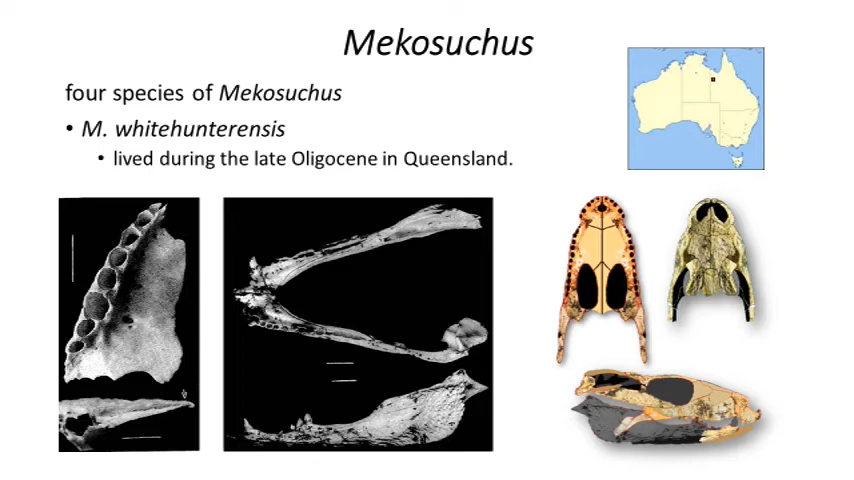 Mekosuchus
four species of Mekosuchus
• M. whitehunterensis
• lived during the late Oligocene in Queensland.